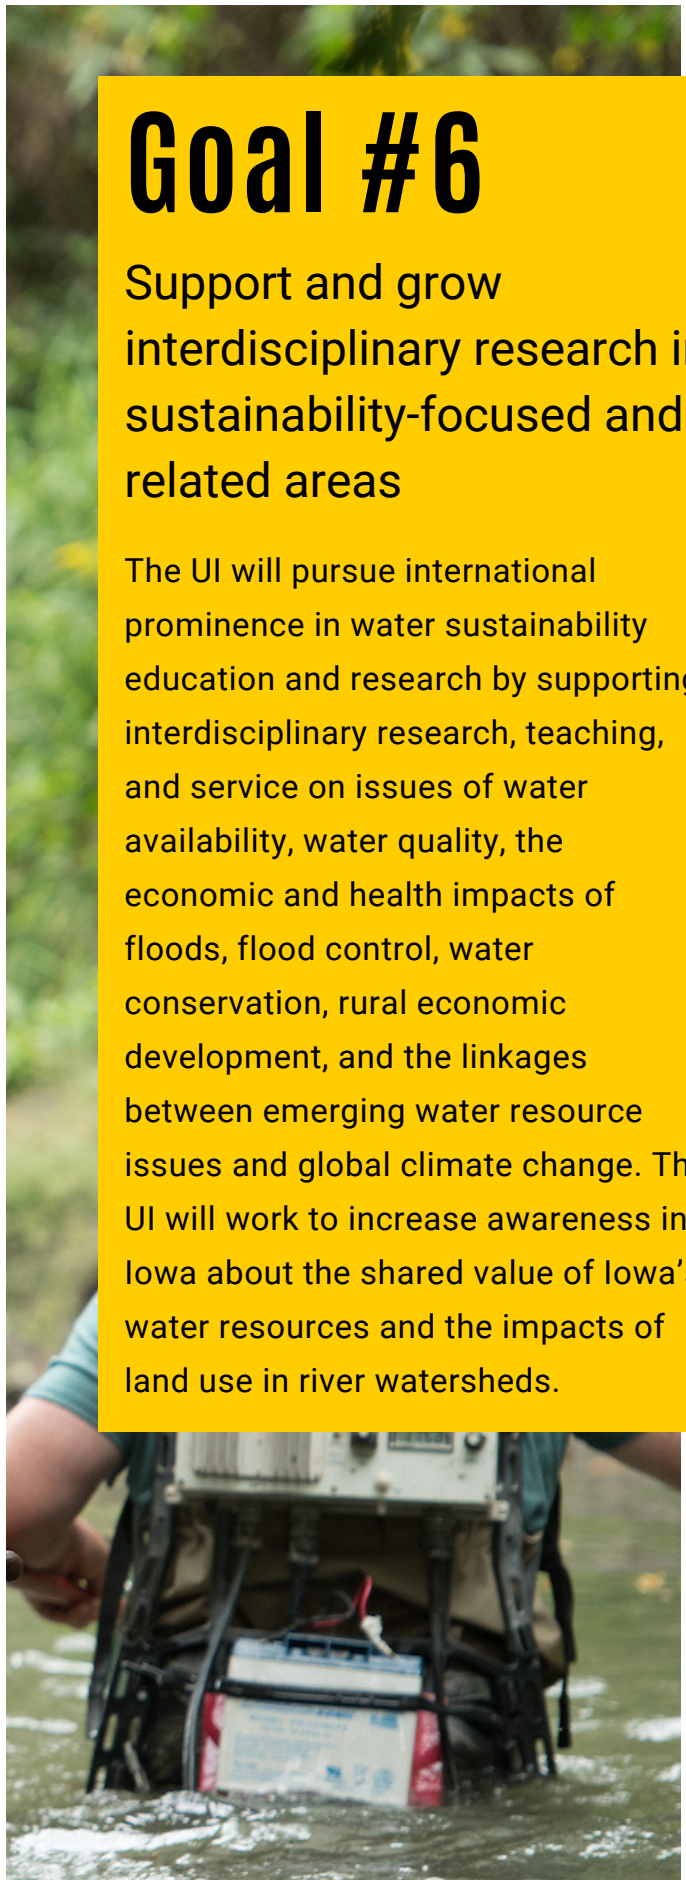 Goal #6
Support and grow
interdisciplinary research i
sustainability-focused and
related areas
The UI will pursue international
prominence in water sustainability
education and research by supporting
interdisciplinary research, teaching,
and service on issues of water
availability, water quality, the
economic and health impacts of
floods, flood control, water
conservation, rural economic
development, and the linkages
between emerging water resource
issues and global climate change. Th
UI will work to increase awareness in
Iowa about the shared value of Iowa’s
water resources and the impacts of
land use in river watersheds.